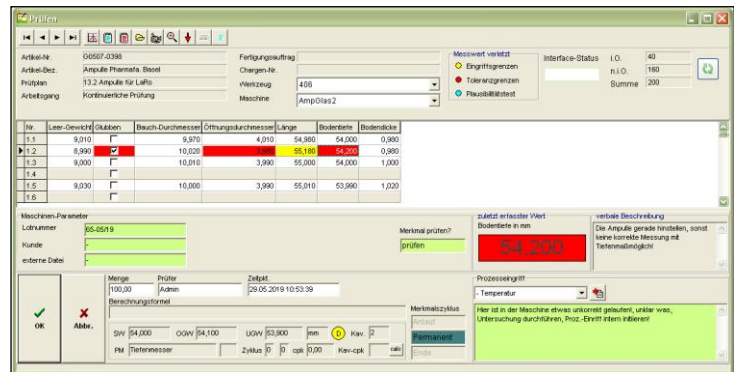 Prüfen
Artikel-Nr. G0507-0396
Artikel-Bez. Ampulle Pharmafa. Basel
Prüfplan 13.2 Ampulle für LaRo
Arbeitsgang Kontinuierliche Prüfung
Fertigungsauftrag
Chargen-Nr.
Werkzeug 406
Maschine AmpGlas2
Messwert verletzt
Eingriffsgrenzen
Toleranzgrenzen
Plausibilitätstest
Interface-Status
i.O. 40
n.i.O. 160
Summe 200
Nr. Leer-Gewicht Glubben Bauch-Durchmesser Öffnungsdurchmesser Länge Bodentiefe Bodendicke
1.1 9,010 9,970 4,010 54,980 54,000 0,980
1.2 8,990 10,020 55,180 54,200 0,980
1.3 9,000 10,010 3,990 55,000 54,000 1,000
1.4
1.5 9,030 10,000 3,990 55,010 53,990 1,020
1.6
Maschinen-Parameter
Lotnummer 65-05/19
Kunde -
externe Datei -
Merkmal prüfen?
prüfen
zuletzt erfasster Wert
Bodentiefe in mm
54,200
verbale Beschreibung
Die Ampulle gerade hinstellen, sonst
keine korrekte Messung mit
Tiefenmaßmöglich!
OK
Abbr.
Menge Prüfer Zeitpkt.
100,00 Admin 29.05.2019 10:53:39
Berechnungsformel
SW 54,000 OGW 54,100 UGW 53,900 mm D Kav. 2
PM Tiefenmesser Zyklus 0 0 cpk 0,00 Kav-cpk calc
Merkmalszyklus
Anlauf
Permanent
Ende
Prozesseingriff
- Temperatur
Hier ist in der Maschine etwas unkorrekt gelaufen!, unklar was,
Untersuchung durchführen, Proz.-Einriff intern initiieren!